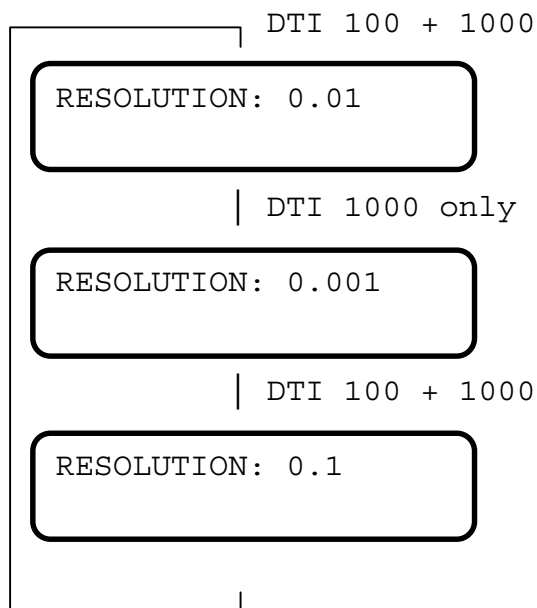 DTI 100 + 1000
RESOLUTION: 0.01
DTI 1000 only
RESOLUTION: 0.001
DTI 100 + 1000
RESOLUTION: 0.1